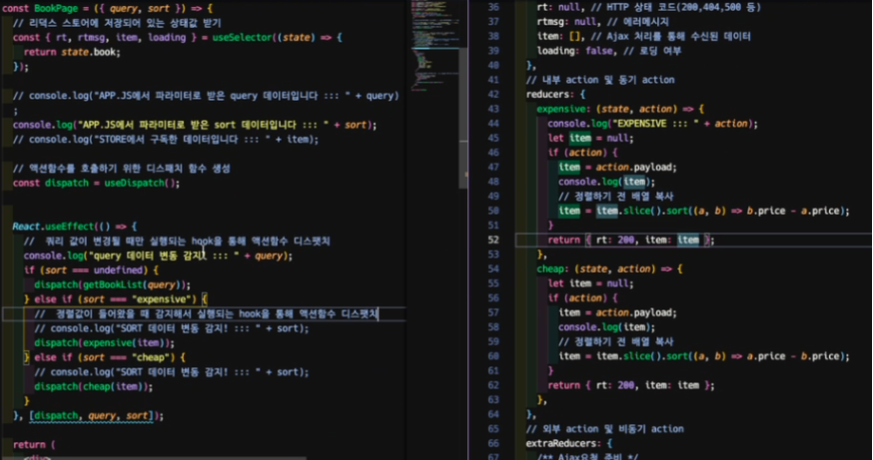 const BookPage = ({ query, sort }) => {
// 리덕스 스토어에 저장되어 있는 상태값 받기
const { rt, rtmsg, item, loading } = useSelector((state) => {
return state.book;
});
// console.log("APP.JS에서 파라미터로 받은 query 데이터입니다 ::: " + query)
;
console.log("APP.JS에서 파라미터로 받은 sort 데이터입니다 ::: " + sort);
// console.log("STORE에서 구독한 데이터입니다 ::: " + item);
// 액션함수를 호출하기 위한 디스패치 함수 생성
const dispatch = useDispatch();
React.useEffect(() => {
// 쿼리 값이 변경될 때만 실행되는 hook을 통해 액션함수 디스팻치
console.log("query 데이터 변동 감지! ::: " + query);
if (sort === undefined) {
dispatch(getBookList(query));
} else if (sort === "expensive") {
// 정렬값이 들어왔을 때 감지해서 실행되는 hook을 통해 액션함수 디스팻치
// console.log("SORT 데이터 변동 감지! ::: " + sort);
dispatch(expensive(item));
} else if (sort === "cheap") {
// console.log("SORT 데이터 변동 감지! ::: " + sort);
dispatch(cheap(item));
}
}, [dispatch, query, sort]);
return (
<div>
36 rt: null, // HTTP 상태 코드(200,404,500 등)
37 rtmsg: null, // 에러메시지
38 item: [], // Ajax 처리를 통해 수신된 데이터
39 loading: false, // 로딩 여부
40 },
41 // 내부 action 및 동기 action
42 reducers: {
43 expensive: (state, action) => {
44 console.log("EXPENSIVE ::: " + action);
45 let item = null;
46 if (action) {
47 item = action.payload;
48 console.log(item);
49 // 정렬하기 전 배열 복사
50 item = item.slice().sort((a, b) => b.price - a.price);
51 }
52 return { rt: 200, item: item };
53 },
54 cheap: (state, action) => {
55 let item = null;
56 if (action) {
57 item = action.payload;
58 console.log(item);
59 // 정렬하기 전 배열 복사
60 item = item.slice().sort((a, b) => a.price - b.price);
61 }
62 return { rt: 200, item: item };
63 },
64 },
65 // 외부 action 및 비동기 action
66 extraReducers: {
67 /** Ajax요청 준비 */